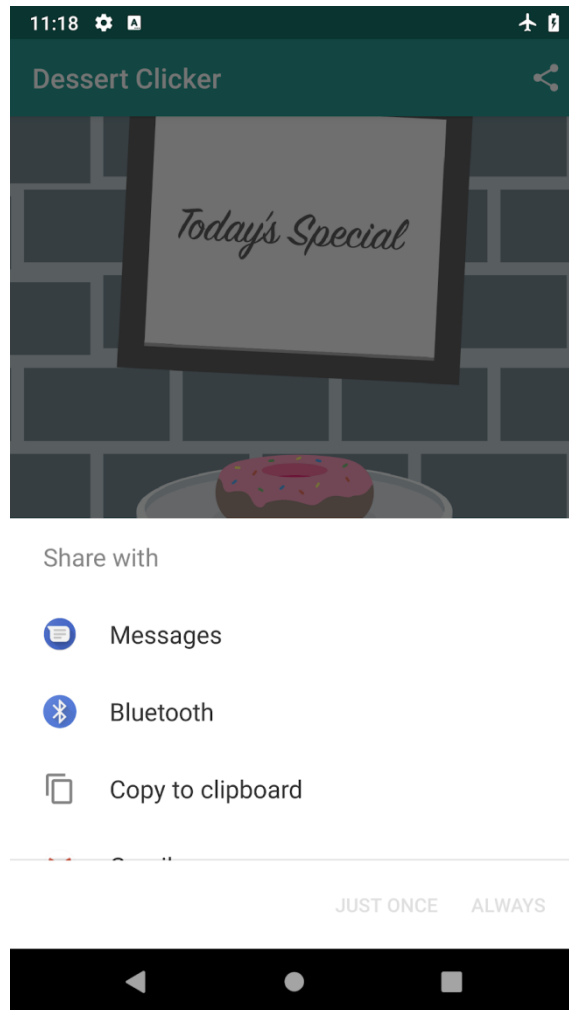 11:18
Dessert Clicker
Today's Special
Share with
Messages
Bluetooth
Copy to clipboard
JUST ONCE ALWAYS